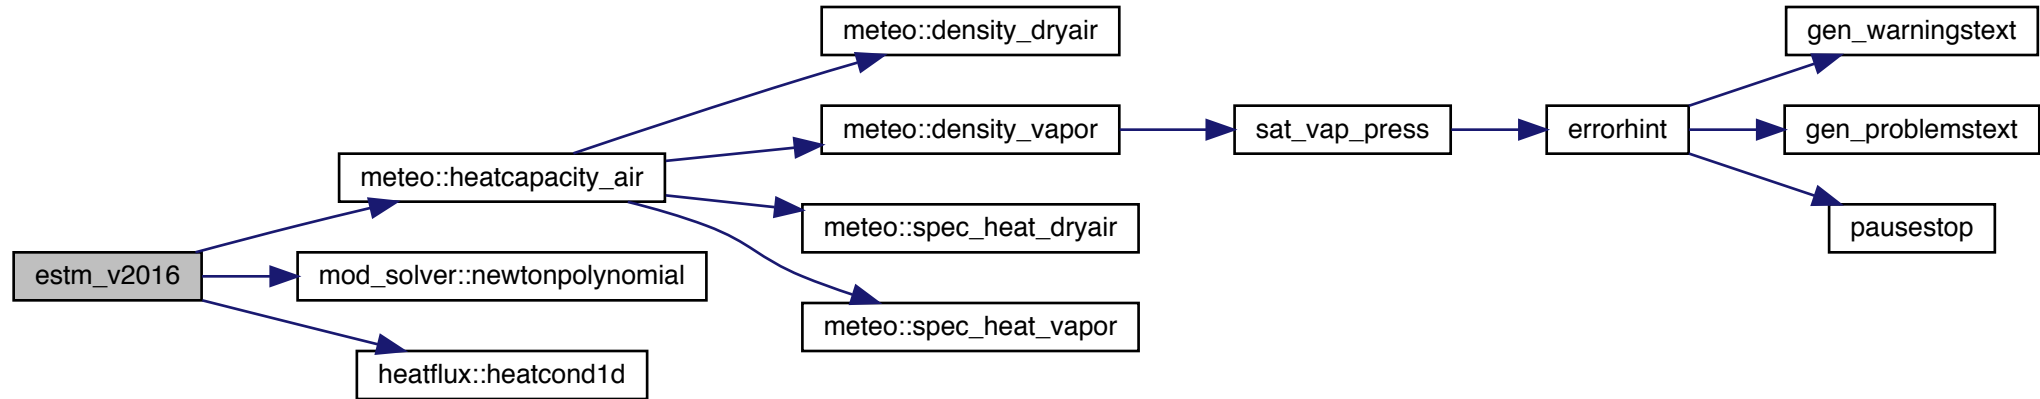 estm_v2016
meteo::heatcapacity_air
mod_solver::newtonpolynomial
heatflux::heatcond1d
meteo::density_dryair
meteo::density_vapor
meteo::spec_heat_dryair
meteo::spec_heat_vapor
sat_vap_press
errorhint
gen_warningstext
gen_problemstext
pausestop